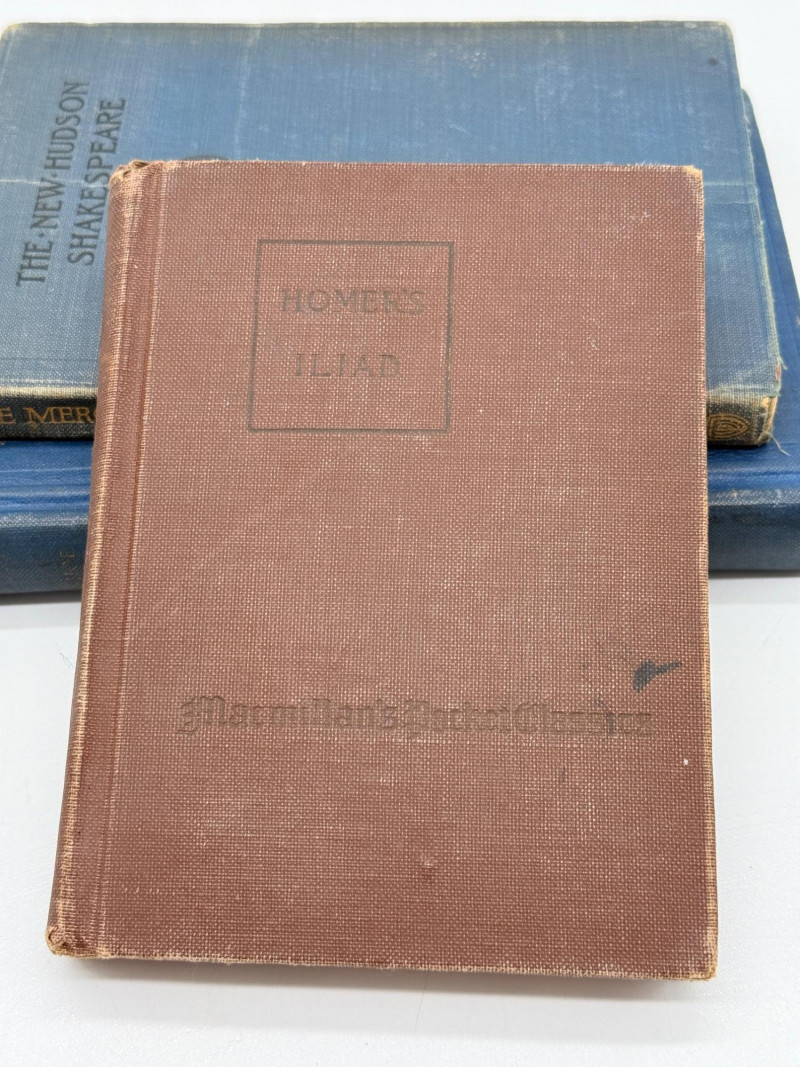 THE·NEW·HUDSON
SHAKESPEARE
HOMER'S
ILIAD
E MERC
Macmillan's Pocket Classics